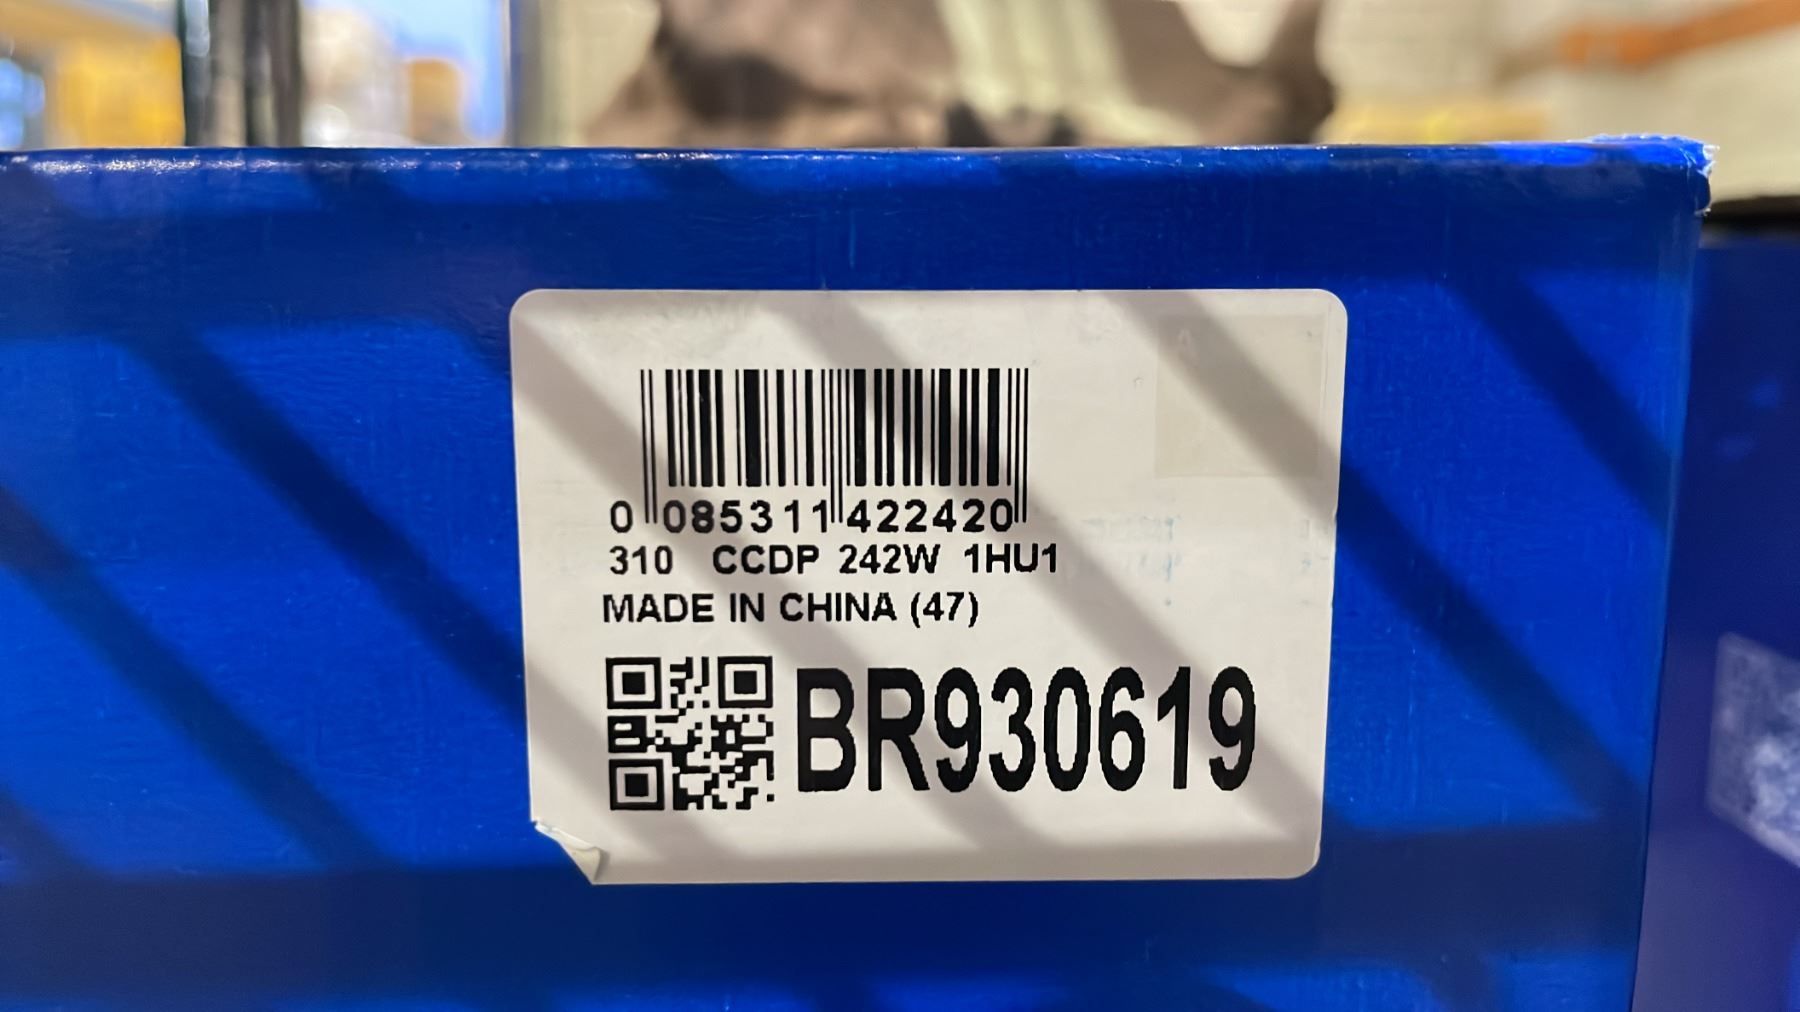 0 085311 422420
310 CCDP 242W 1HU1
MADE IN CHINA (47)
BR930619